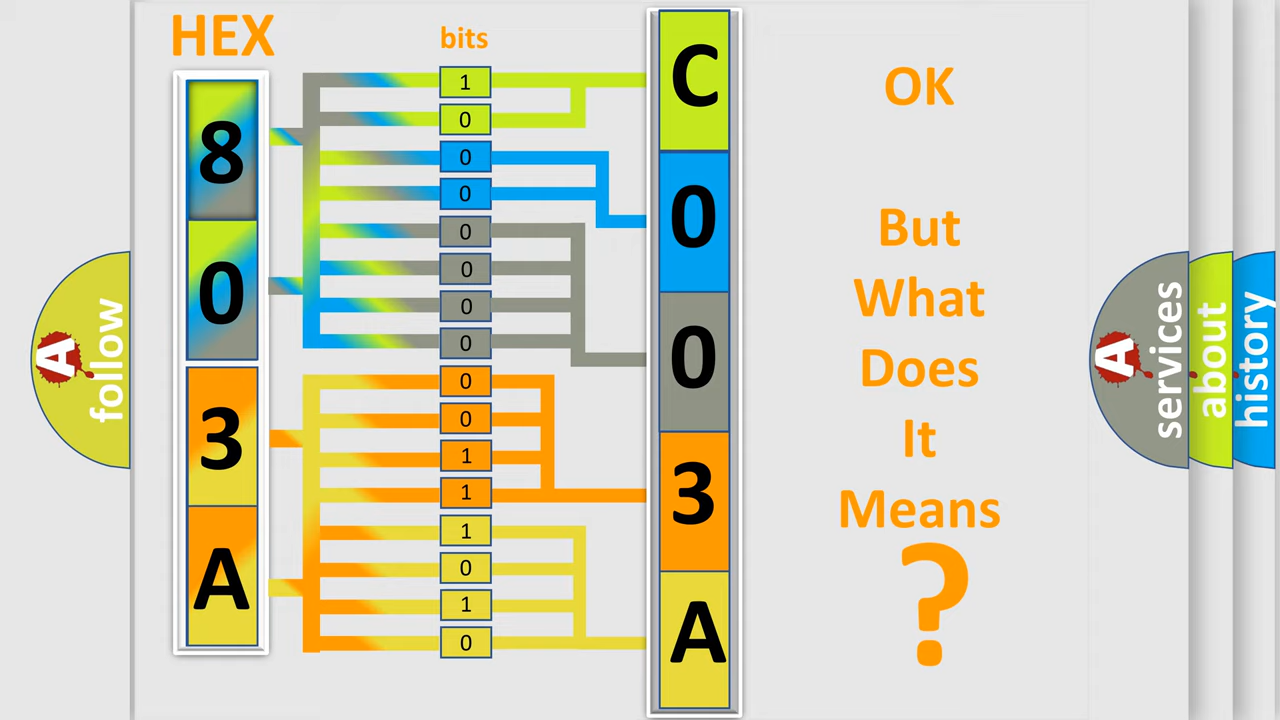 HEX
bits
8
0
3
A
1
0
0
0
0
0
0
0
0
0
1
1
1
0
1
0
C
0
0
3
A
OK
But
What
Does
It
Means
?
A
follow
A
services
about
history